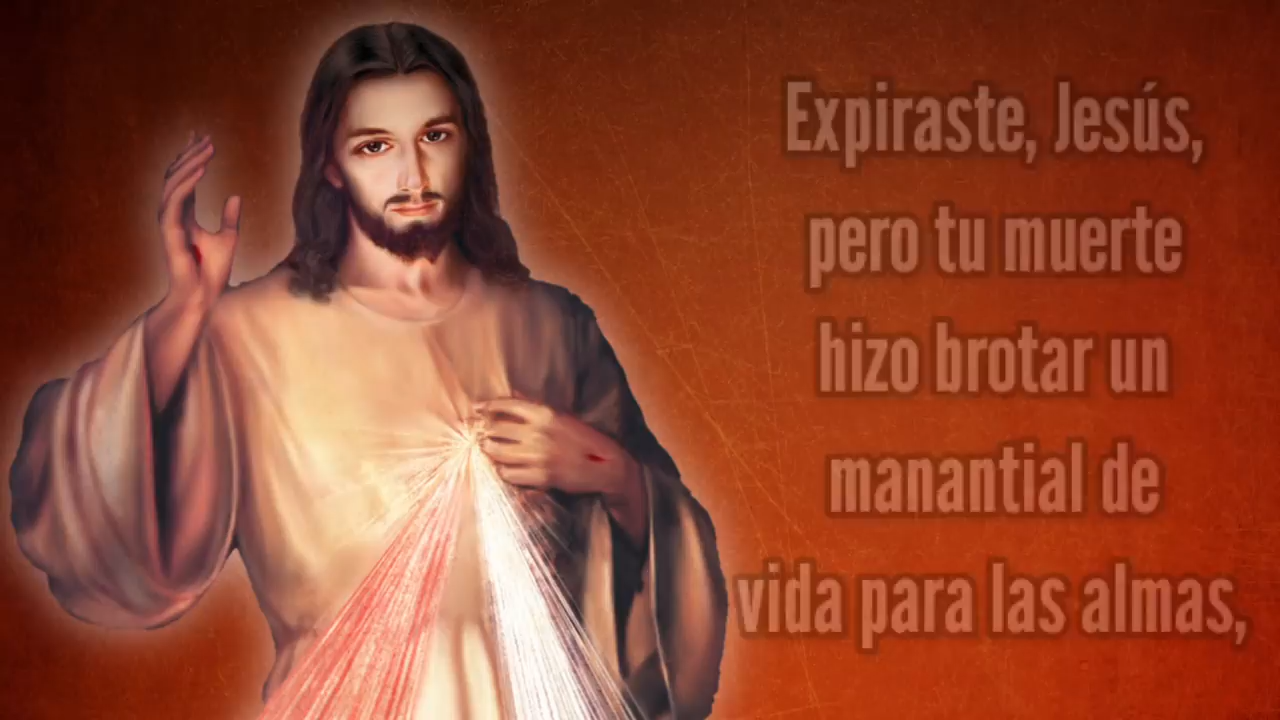 Expiraste, Jesús,
pero tu muerte
hizo brotar un
manantial de
vida para las almas,